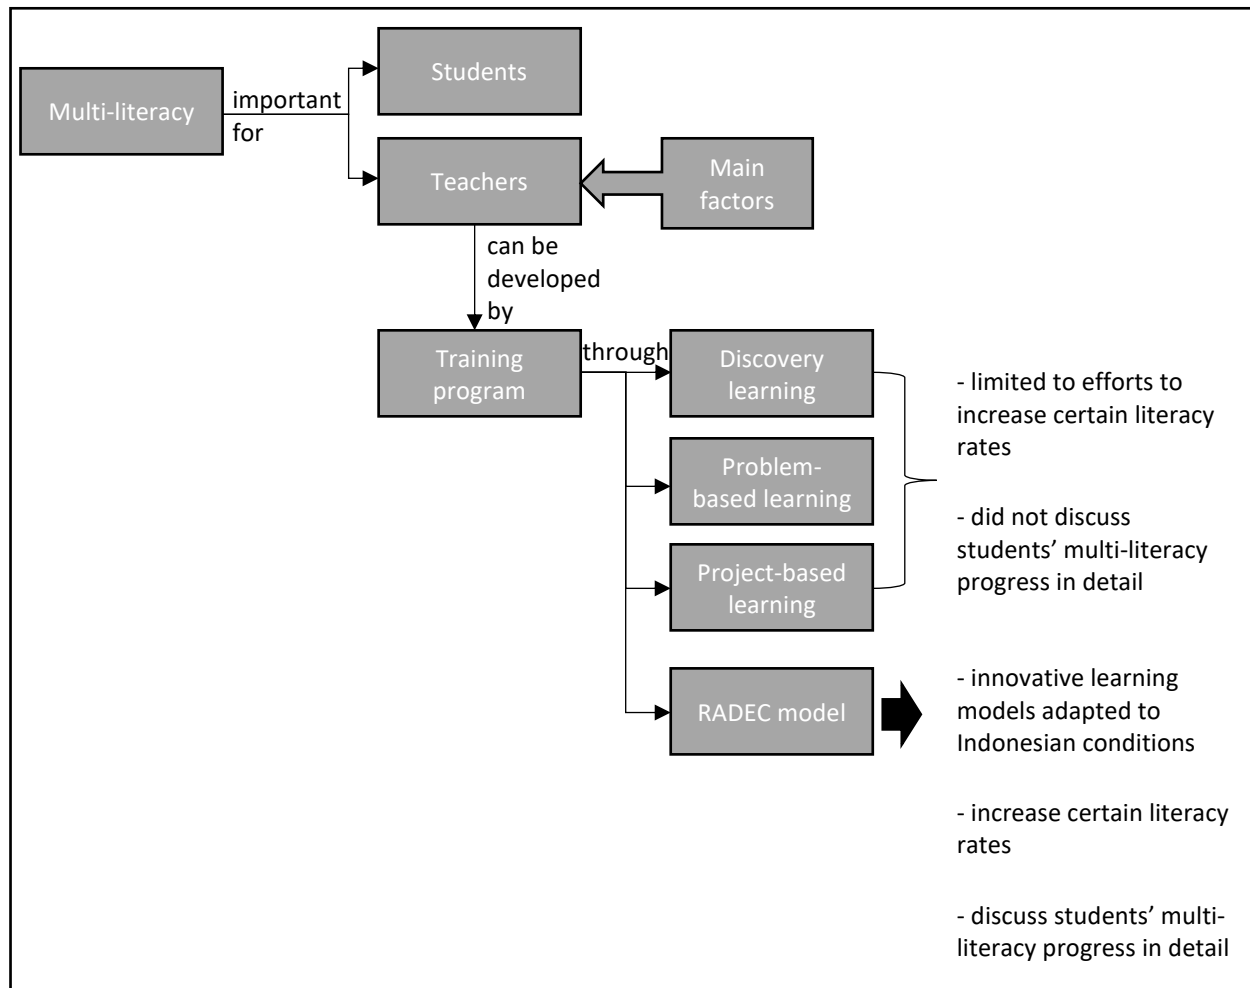 Students
Multi-literacy
important
for
Teachers
Main
factors
can be
developed
by
Training
program
through
Discovery
learning
Problem-
based learning
Project-based
learning
RADEC model
- limited to efforts to
increase certain literacy
rates
- did not discuss
students’ multi-literacy
progress in detail
- innovative learning
models adapted to
Indonesian conditions
- increase certain literacy
rates
- discuss students’ multi-
literacy progress in detail